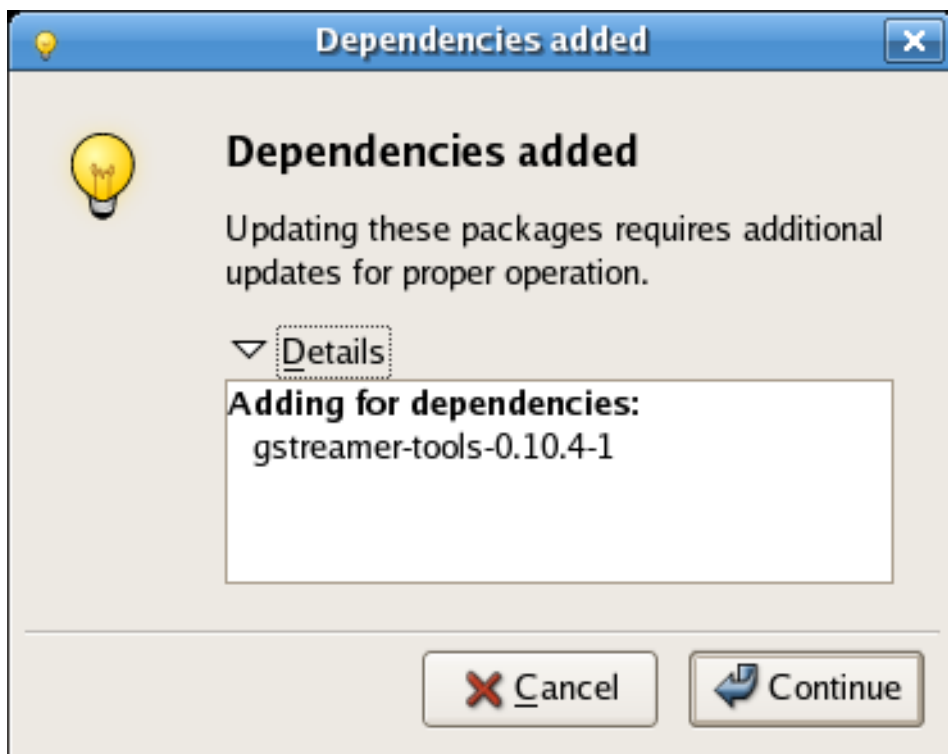 Dependencies added
Dependencies added
Updating these packages requires additional
updates for proper operation.
Details
Adding for dependencies:
gstreamer-tools-0.10.4-1
Cancel
Continue